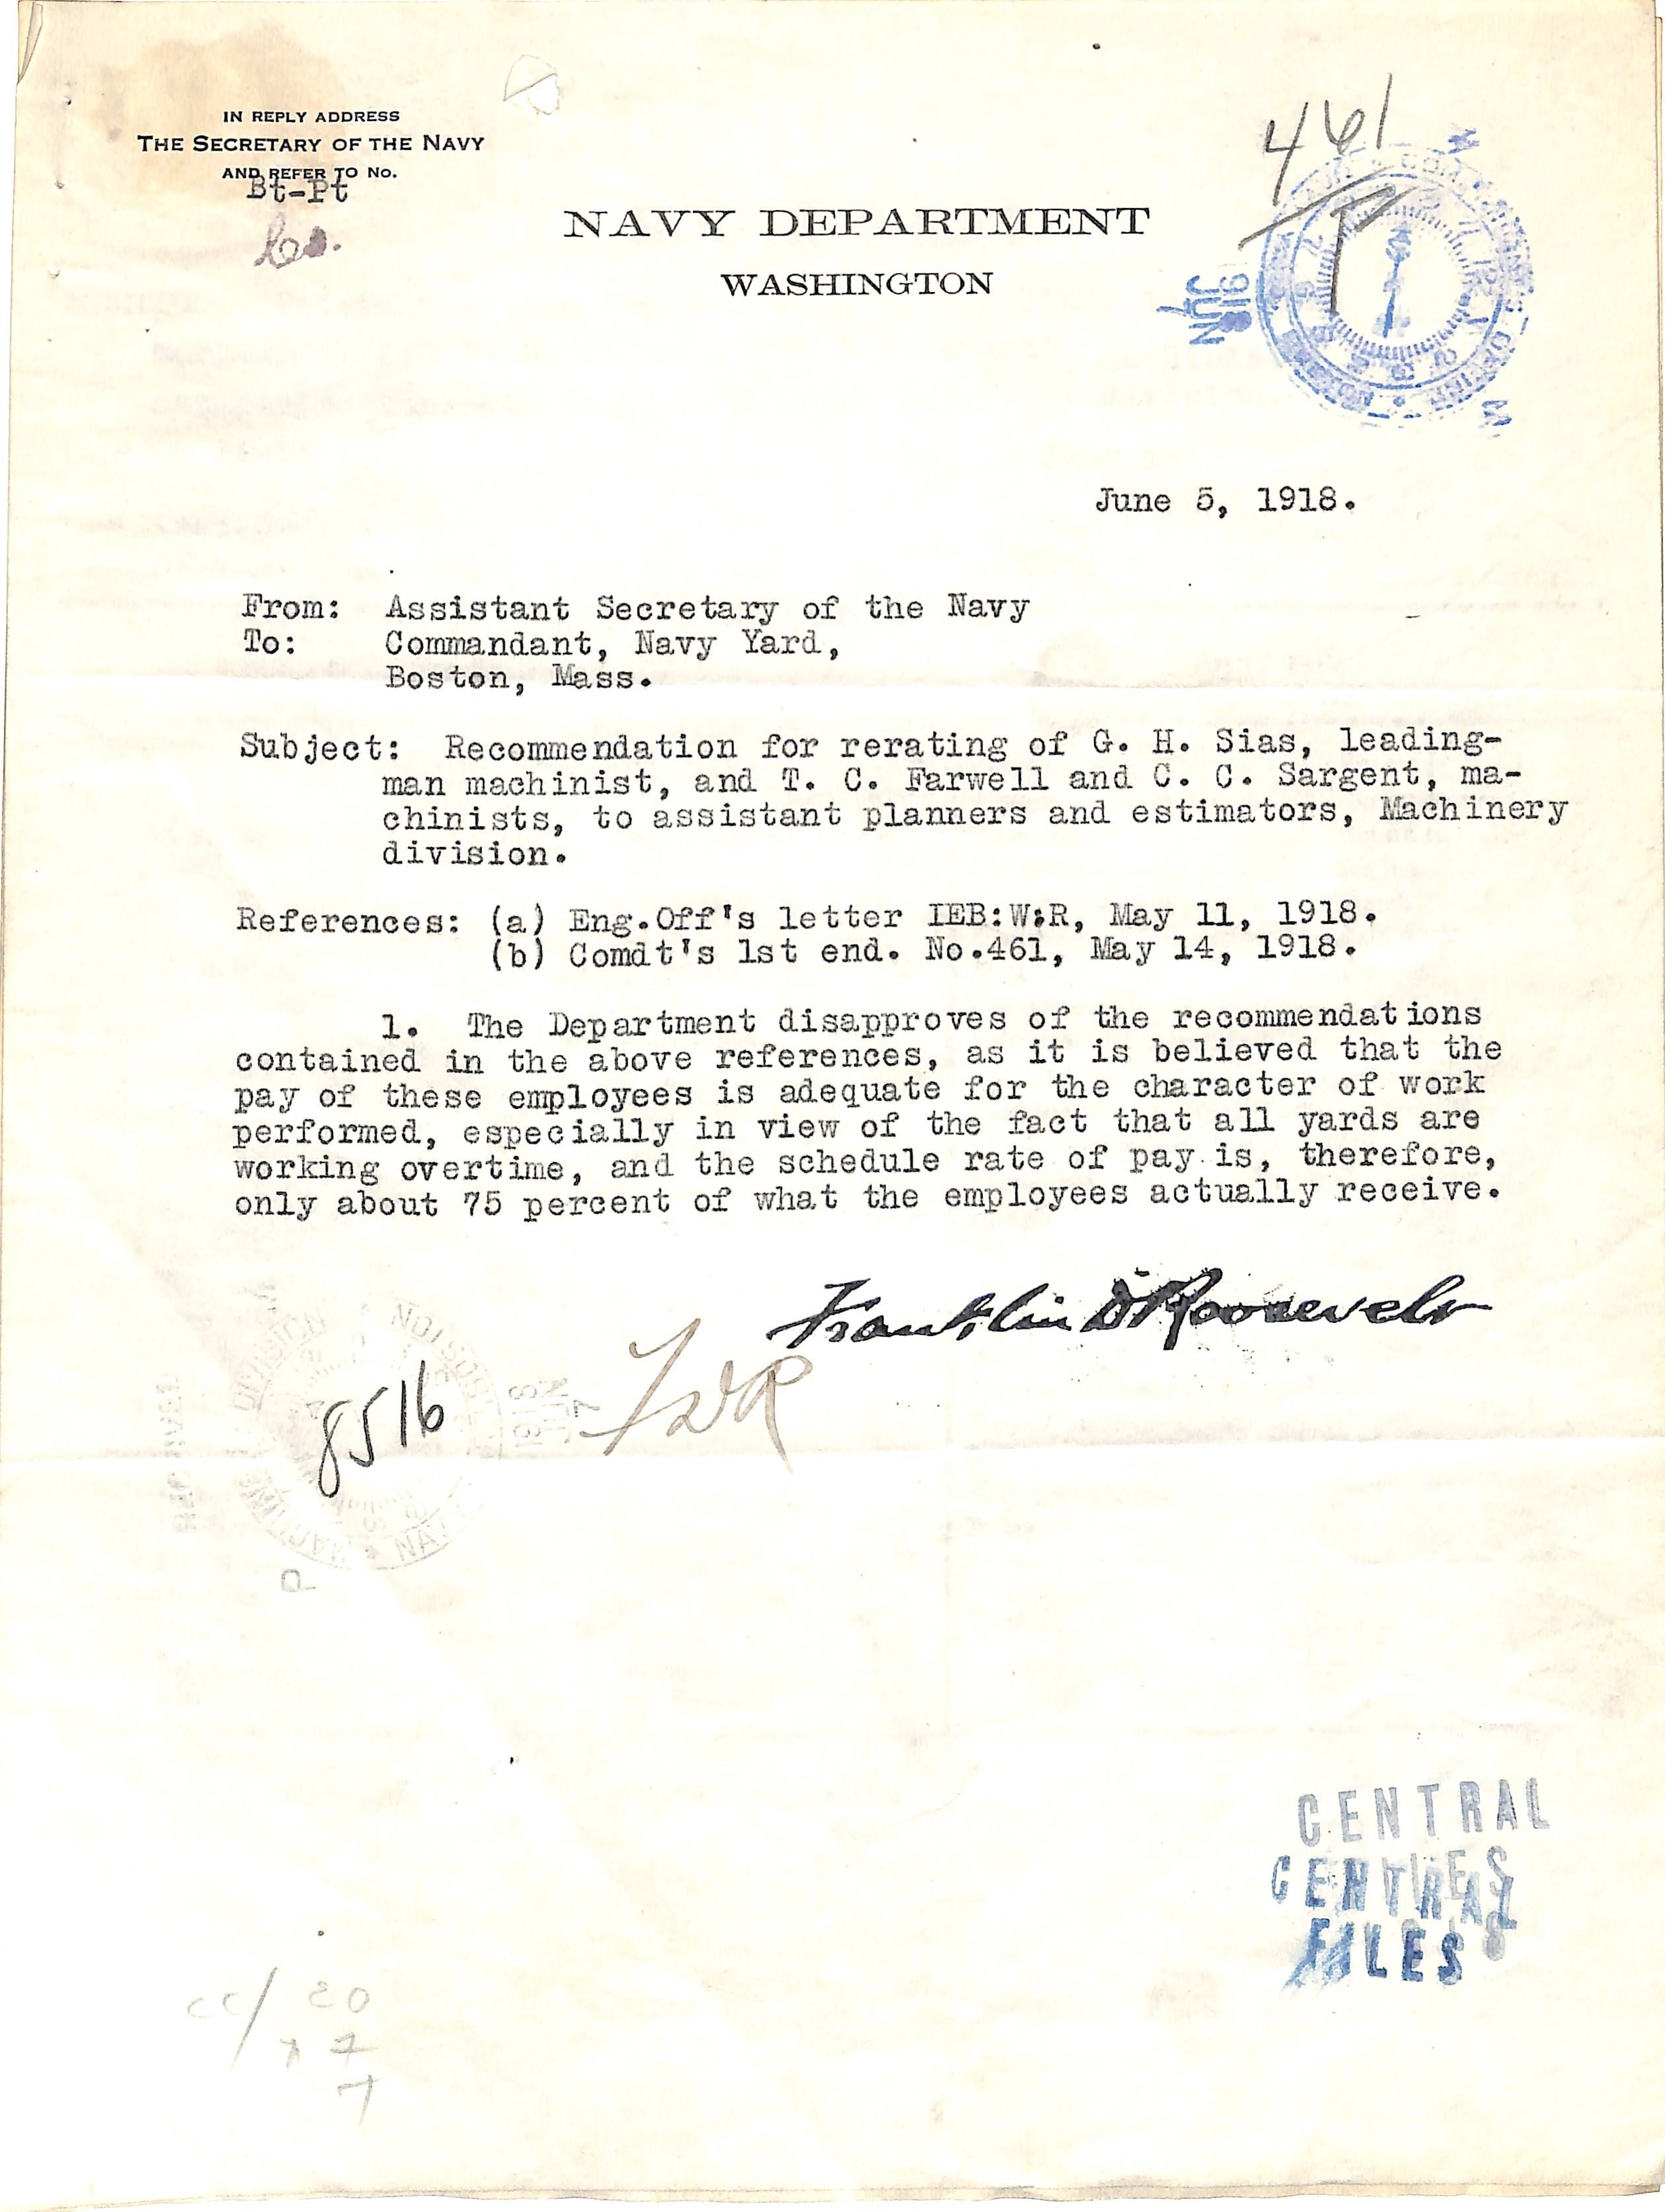 IN REPLY ADDRESS
THE SECRETARY OF THE NAVY
AND REFER TO No.
Bt-Pt
461
NAVY DEPARTMENT
WASHINGTON
JUN 7
1918
June 5, 1918.
From: Assistant Secretary of the Navy
To: Commandant, Navy Yard,
Boston, Mass.
Subject: Recommendation for rerating of G. H. Sias, leading-
man machinist, and T. C. Farwell and C. C. Sargent, ma-
chinists, to assistant planners and estimators, Machinery
division.
References: (a) Eng.Off's letter IEB:W:R, May 11, 1918.
(b) Comdt's 1st end. No.461, May 14, 1918.
1. The Department disapproves of the recommendations
contained in the above references, as it is believed that the
pay of these employees is adequate for the character of work
performed, especially in view of the fact that all yards are
working overtime, and the schedule rate of pay is, therefore,
only about 75 percent of what the employees actually receive.
Franklin D Roosevelt
FDR
8516
CENTRAL
CENTRAL
FILES